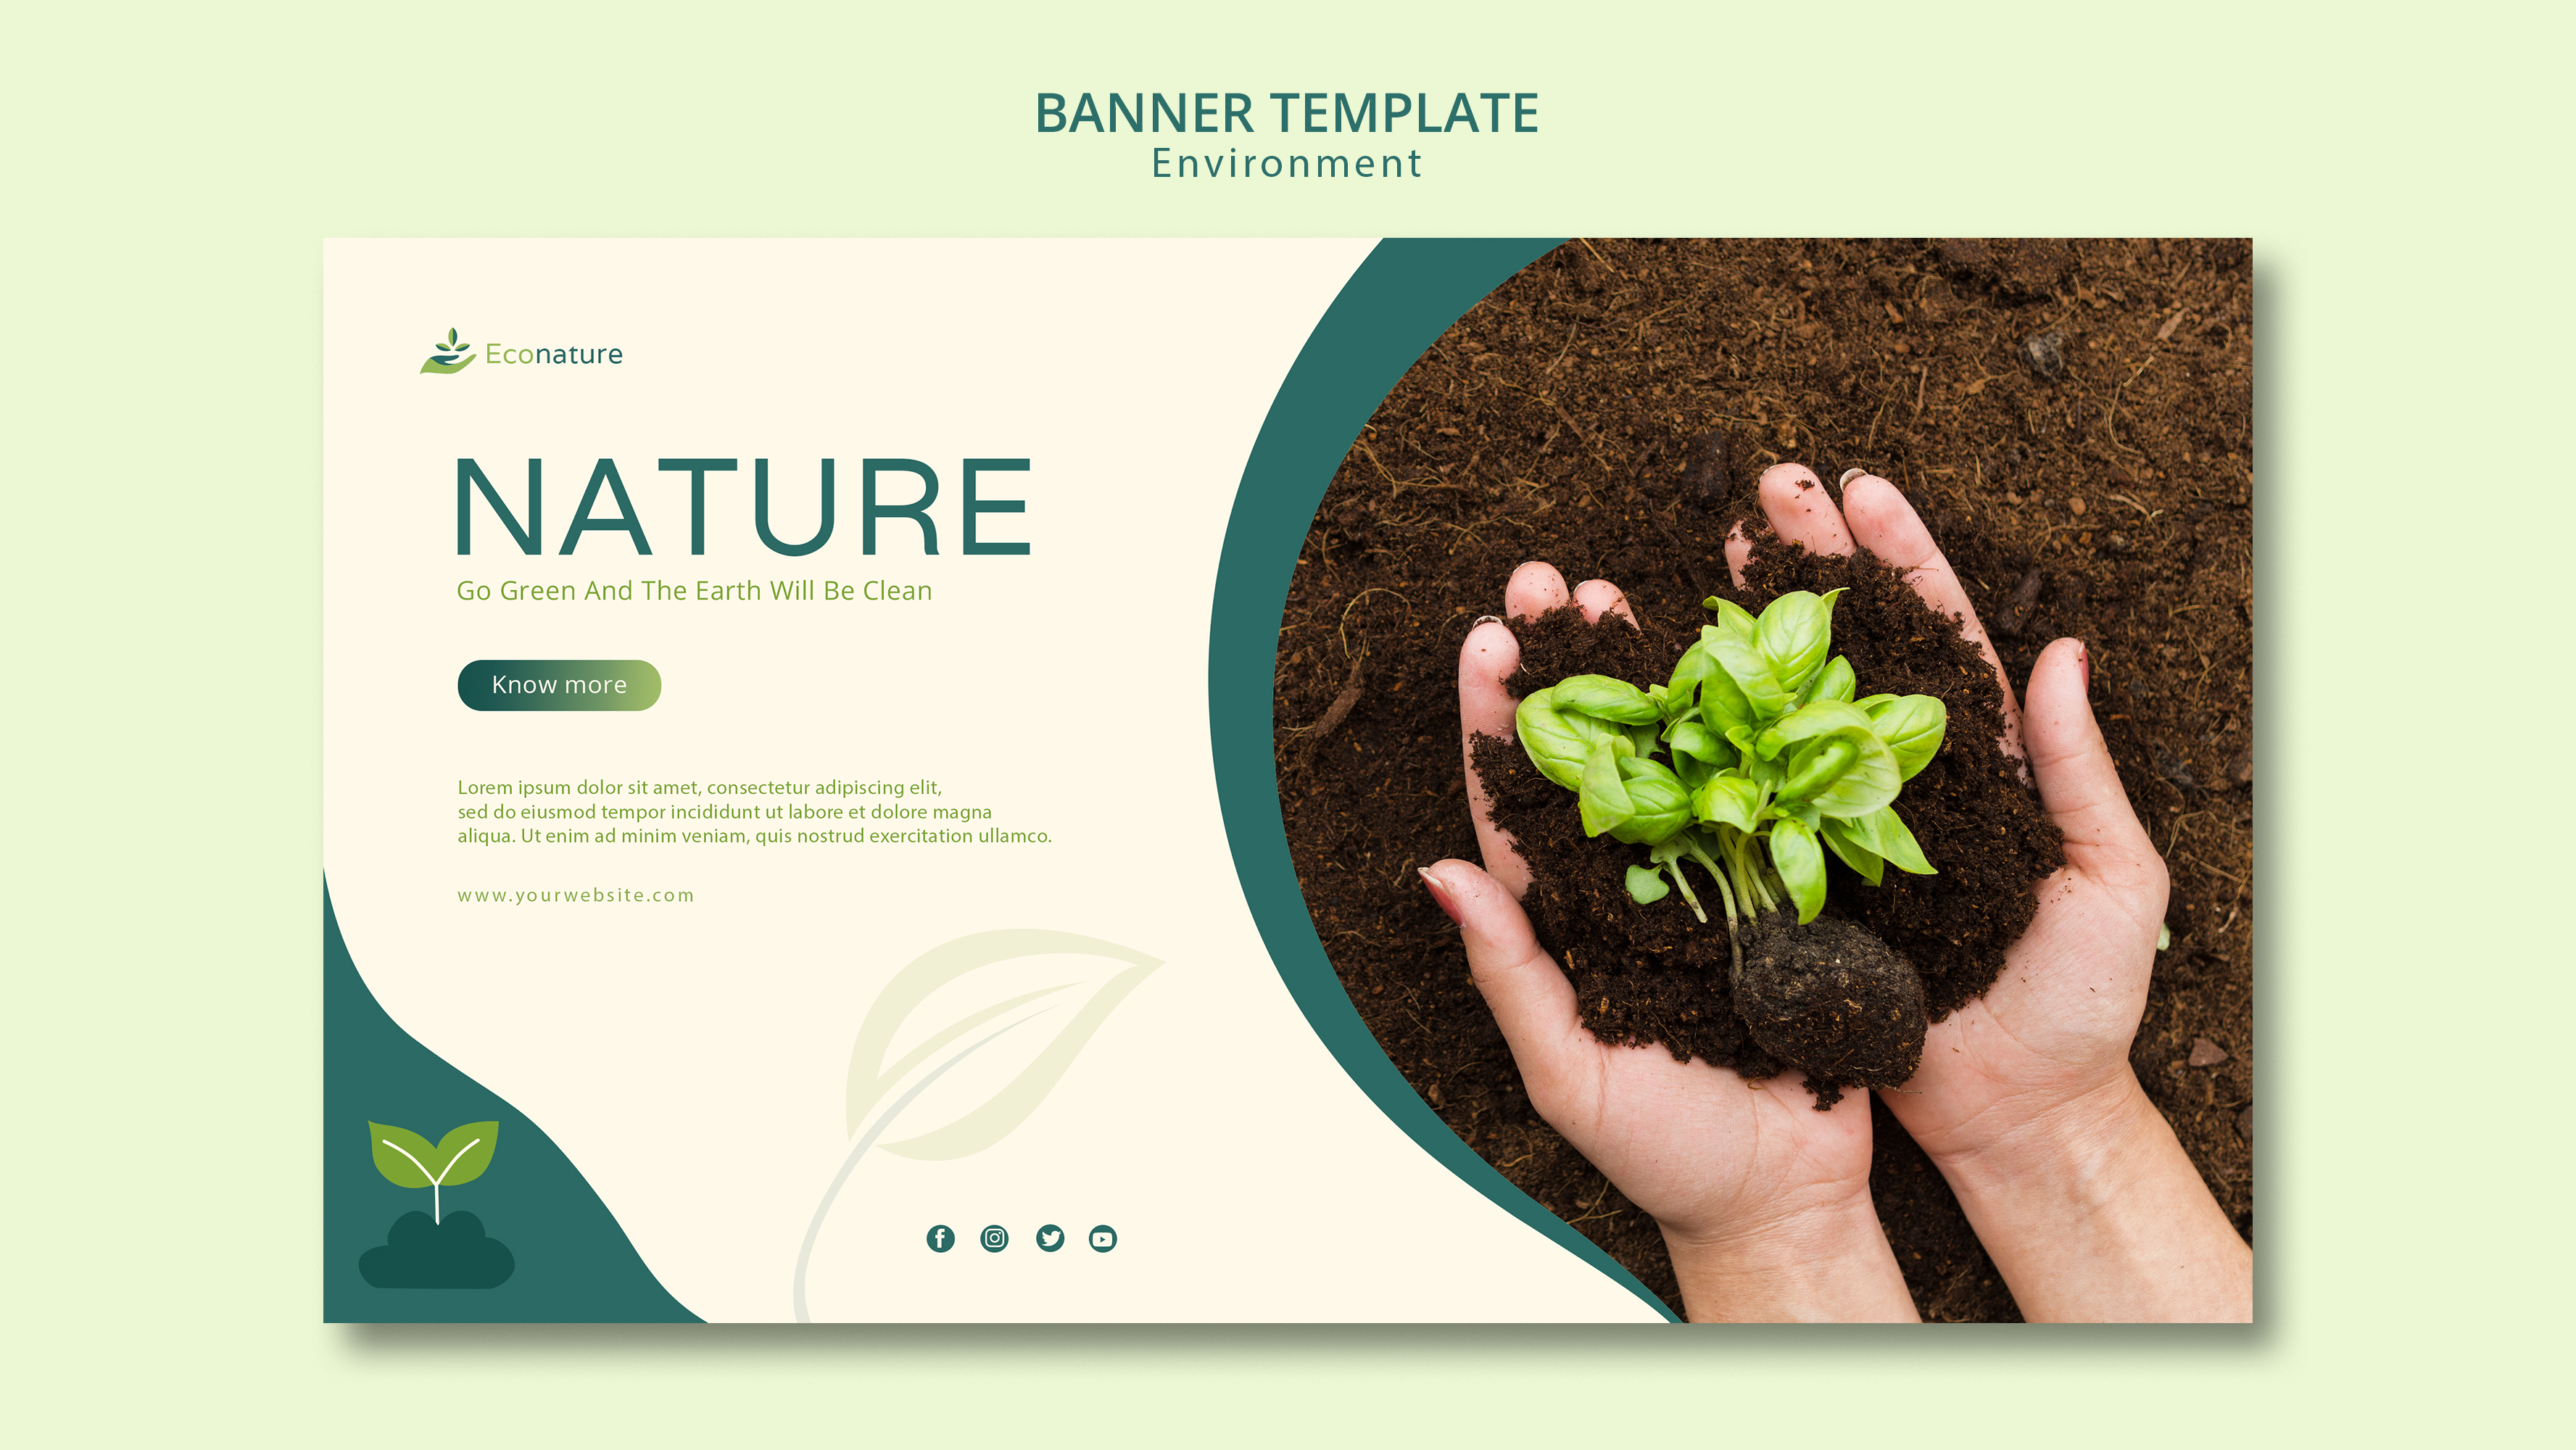 BANNER TEMPLATE
Environment
Econature
NATURE
Go Green And The Earth Will Be Clean
Know more
Lorem ipsum dolor sit amet, consectetur adipiscing elit,
sed do eiusmod tempor incididunt ut labore et dolore magna
aliqua. Ut enim ad minim veniam, quis nostrud exercitation ullamco.
www.yourwebsite.com